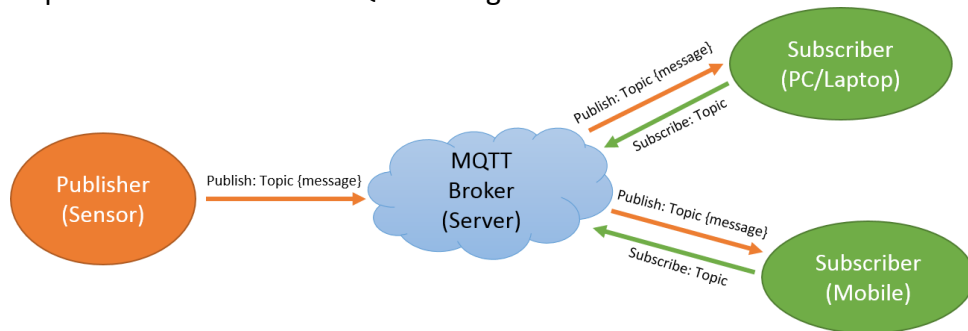 Publisher
(Sensor)
Publish: Topic {message}
MQTT
Broker
(Server)
Publish: Topic {message}
Subscribe: Topic
Subscriber
(PC/Laptop)
Publish: Topic {message}
Subscribe: Topic
Subscriber
(Mobile)